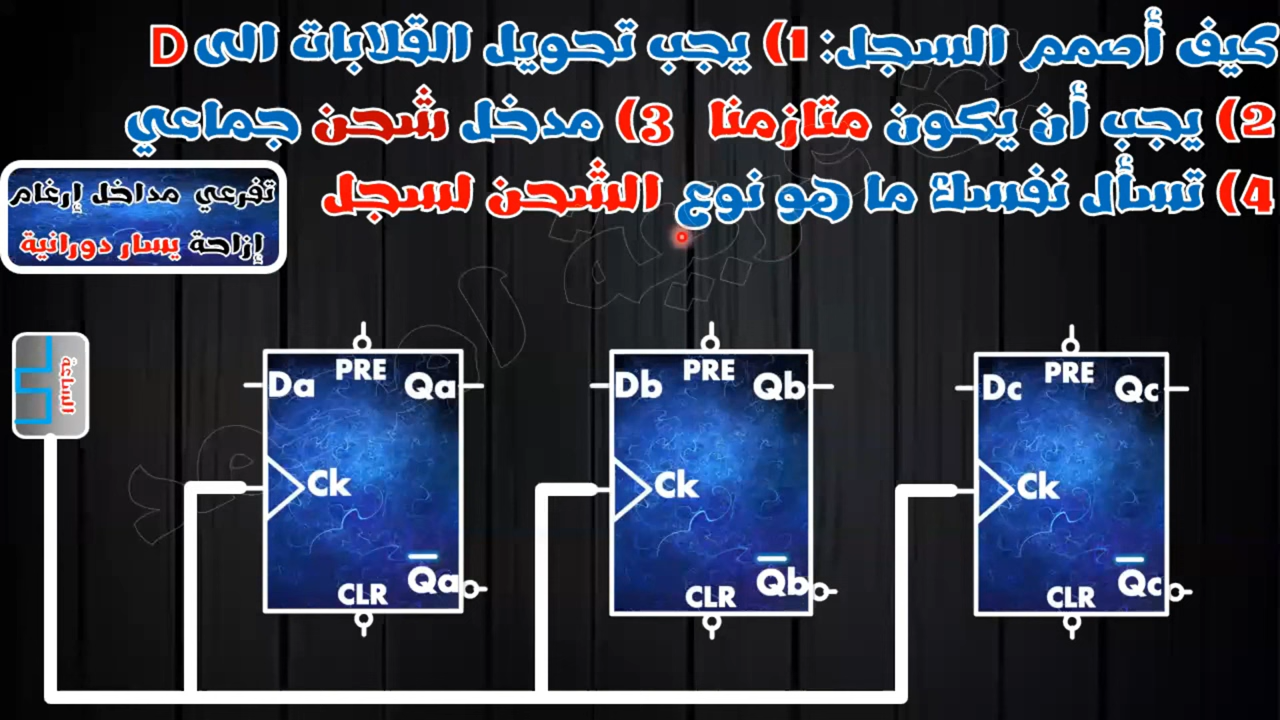 كيف أصمم السجل: 1) يجب تحويل القلابات الى D
2) يجب أن يكون متازمنا 3) مدخل شحن جماعي
4) تسأل نفسك ما هو نوع الشحن لسجل
تفرعي مداخل إرغام
إزاحة يسار دورانية
الساعة
Da PRE Qa
Ck
Qa
CLR
Db PRE Qb
Ck
Qb
CLR
Dc PRE Qc
Ck
Qc
CLR